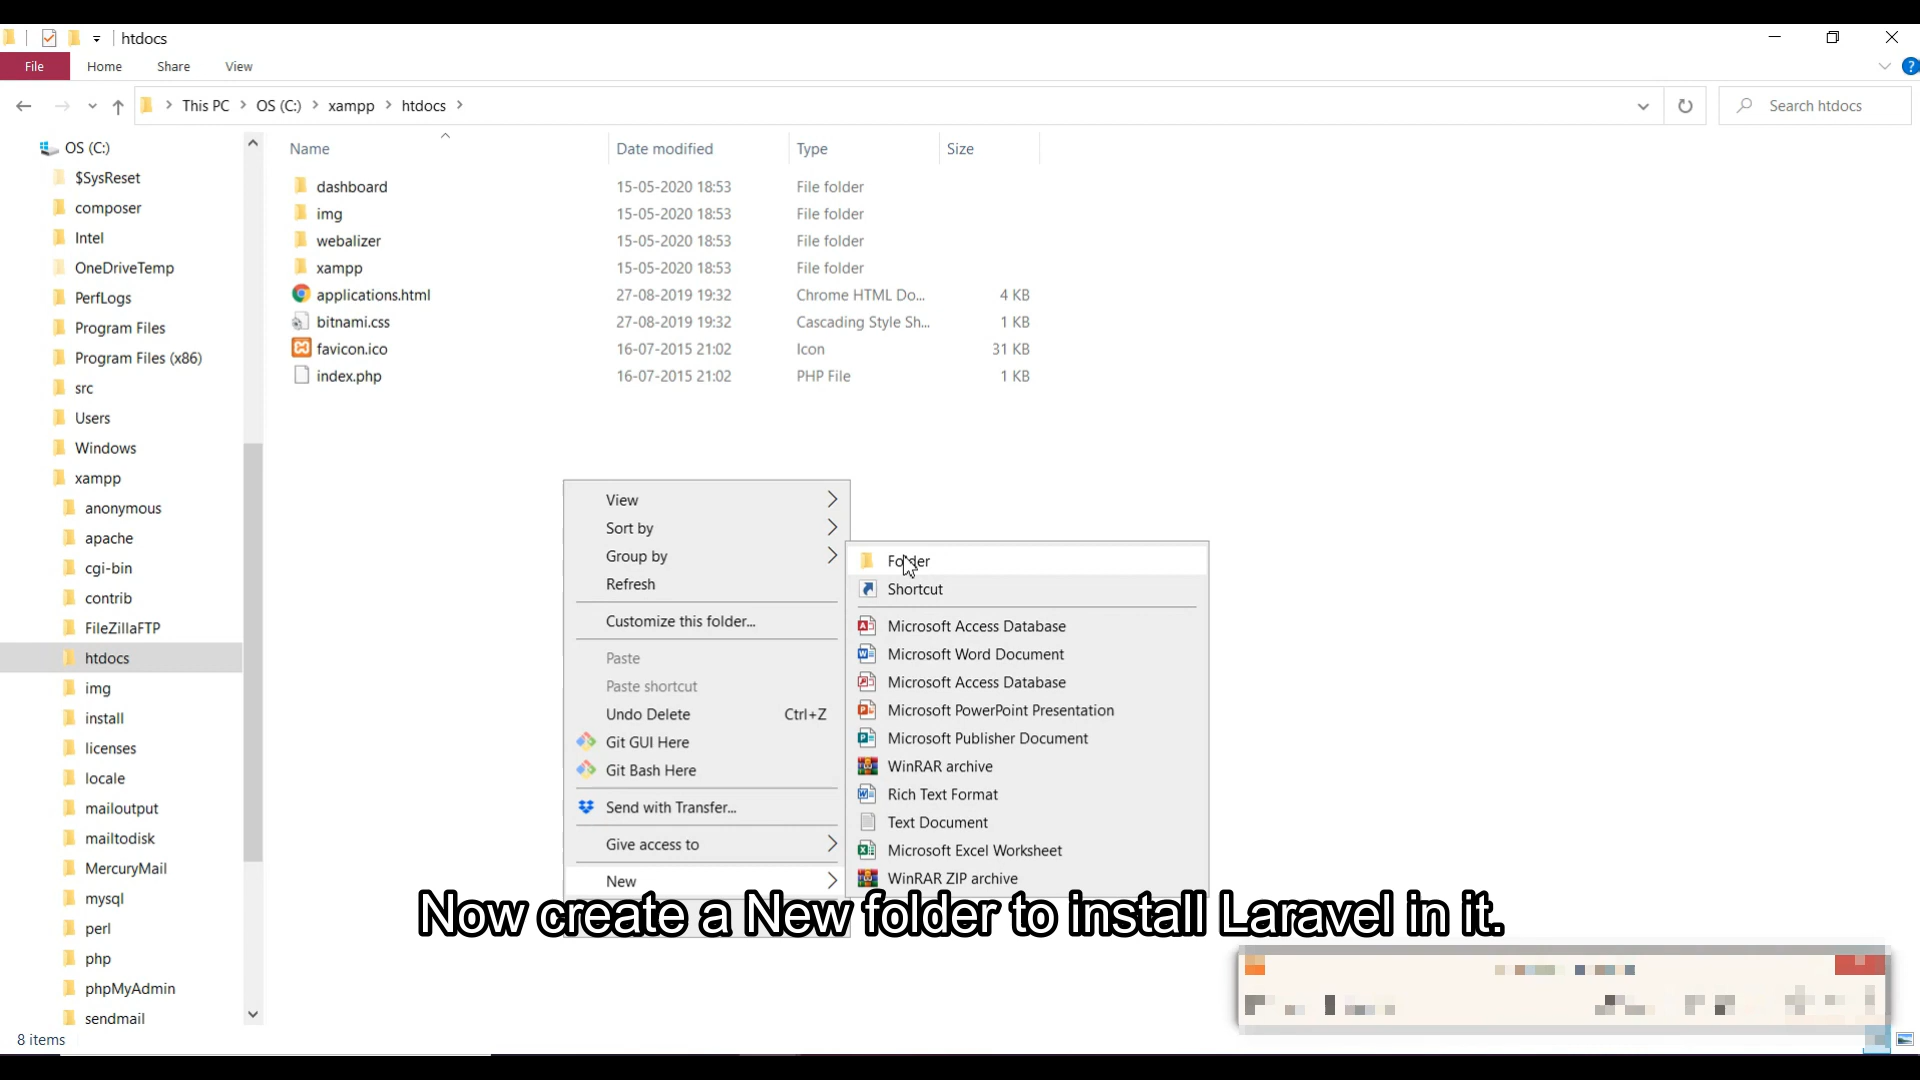 htdocs
File Home Share View
This PC OS (C:) xampp htdocs
Search htdocs
OS (C:)
$SysReset
composer
Intel
OneDriveTemp
PerfLogs
Program Files
Program Files (x86)
src
Users
Windows
xampp
anonymous
apache
cgi-bin
contrib
FileZillaFTP
htdocs
img
install
licenses
locale
mailoutput
mailtodisk
MercuryMail
mysql
perl
php
phpMyAdmin
sendmail
Name Date modified Type Size
dashboard 15-05-2020 18:53 File folder
img 15-05-2020 18:53 File folder
webalizer 15-05-2020 18:53 File folder
xampp 15-05-2020 18:53 File folder
applications.html 27-08-2019 19:32 Chrome HTML Do... 4 KB
bitnami.css 27-08-2019 19:32 Cascading Style Sh... 1 KB
favicon.ico 16-07-2015 21:02 Icon 31 KB
index.php 16-07-2015 21:02 PHP File 1 KB
View
Sort by
Group by
Refresh
Customize this folder...
Paste
Paste shortcut
Undo Delete Ctrl+Z
Git GUI Here
Git Bash Here
Send with Transfer...
Give access to
New
Folder
Shortcut
Microsoft Access Database
Microsoft Word Document
Microsoft Access Database
Microsoft PowerPoint Presentation
Microsoft Publisher Document
WinRAR archive
Rich Text Format
Text Document
Microsoft Excel Worksheet
WinRAR ZIP archive
Now create a New folder to install Laravel in it.
8 items